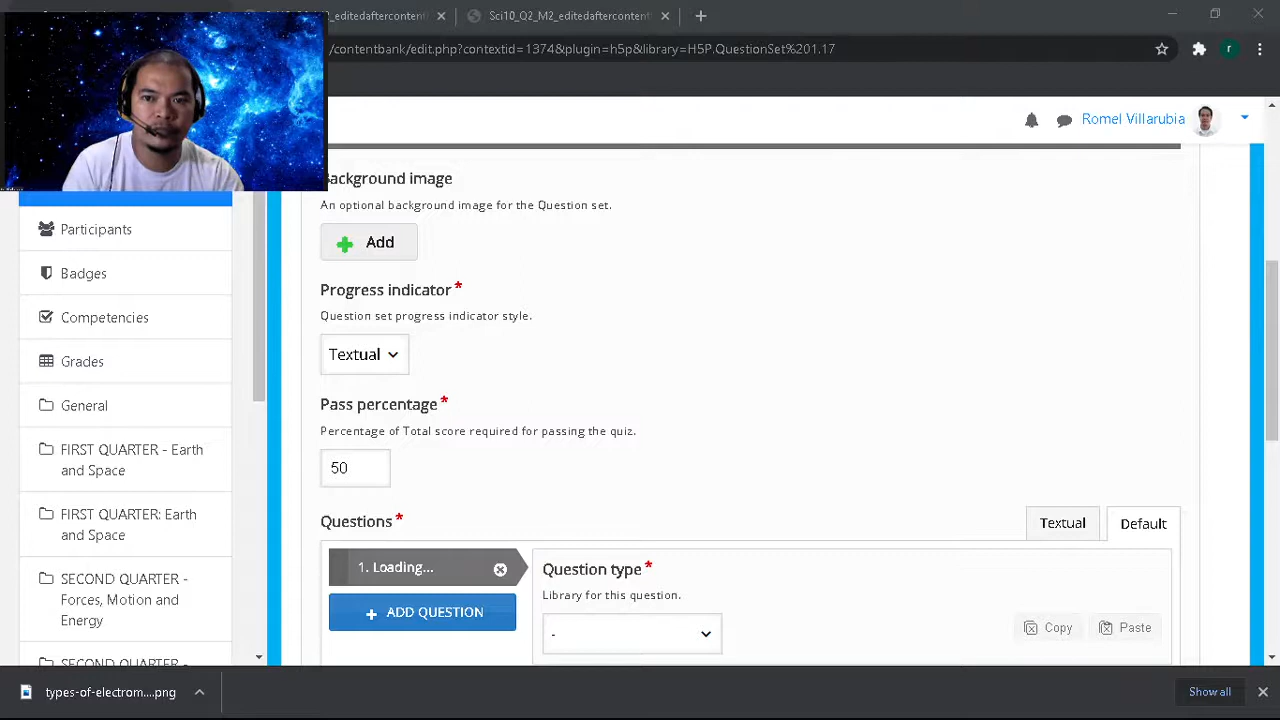 _editedaftercontent
Sci10_Q2_M2_editedaftercontent
/contentbank/edit.php?contextid=1374&plugin=h5p&library=H5P.QuestionSet%201.17
r
Romel Villarubia
Background image
An optional background image for the Question set.
Add
Participants
Badges
Competencies
Grades
General
FIRST QUARTER - Earth
and Space
FIRST QUARTER: Earth
and Space
SECOND QUARTER -
Forces, Motion and
Energy
SECOND QUARTER -
Progress indicator *
Question set progress indicator style.
Textual
Pass percentage *
Percentage of Total score required for passing the quiz.
50
Questions *
Textual
Default
1. Loading...
ADD QUESTION
Question type *
Library for this question.
-
Copy
Paste
types-of-electrom....png
Show all